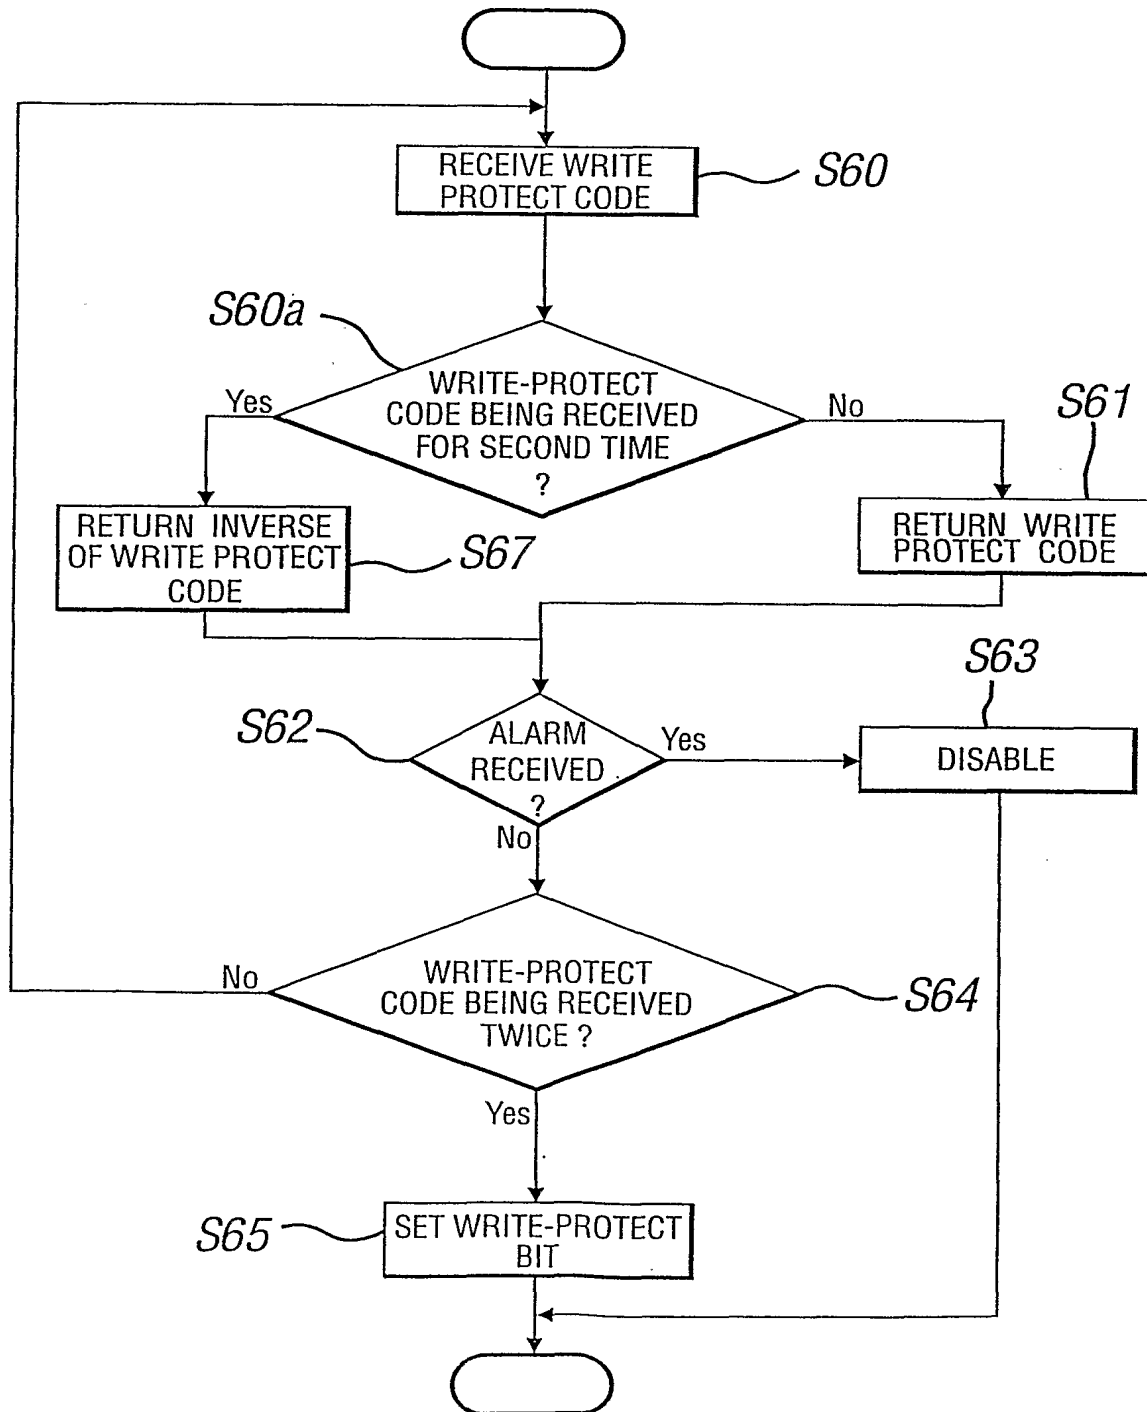 RECEIVE WRITE
PROTECT CODE
S60
S60a
WRITE-PROTECT
CODE BEING RECEIVED
FOR SECOND TIME
?
Yes
No
S61
RETURN INVERSE
OF WRITE PROTECT
CODE
S67
RETURN WRITE
PROTECT CODE
S62
ALARM
RECEIVED
?
Yes
No
S63
DISABLE
WRITE-PROTECT
CODE BEING RECEIVED
TWICE ?
No
S64
Yes
S65
SET WRITE-PROTECT
BIT